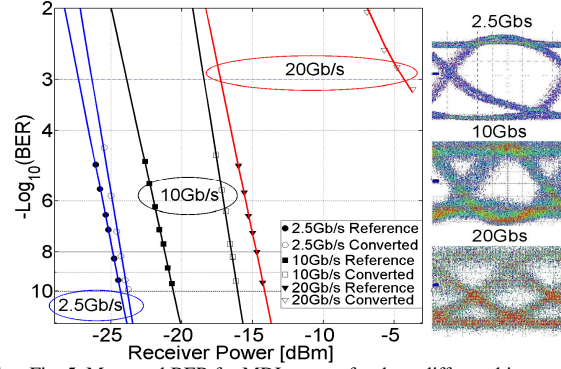 2
3
4
6
8
10
-Log10(BER)
20Gb/s
10Gb/s
2.5Gb/s
2.5Gb/s Reference
2.5Gb/s Converted
10Gb/s Reference
10Gb/s Converted
20Gb/s Reference
20Gb/s Converted
-25 -20 -15 -10 -5
Receiver Power [dBm]
2.5Gbs
10Gbs
20Gbs